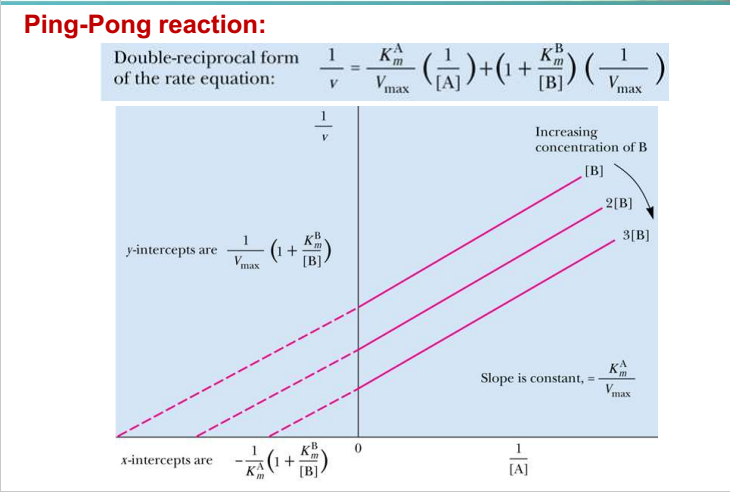 Ping-Pong reaction:
Double-reciprocal form
of the rate equation:
1/v = K_m^A/V_max (1/[A]) + (1 + K_m^B/[B]) (1/V_max)
1/v
Increasing
concentration of B
[B]
2[B]
3[B]
y-intercepts are 1/V_max (1 + K_m^B/[B])
Slope is constant, = K_m^A/V_max
x-intercepts are -1/K_m^A (1 + K_m^B/[B])
0
1/[A]